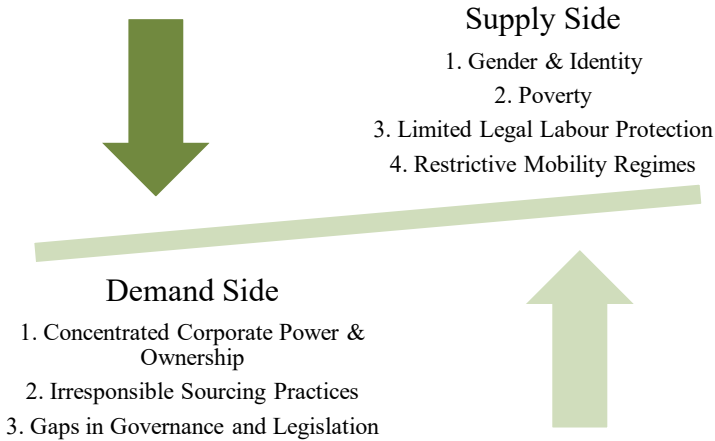 Supply Side
1. Gender & Identity
2. Poverty
3. Limited Legal Labour Protection
4. Restrictive Mobility Regimes
Demand Side
1. Concentrated Corporate Power &
Ownership
2. Irresponsible Sourcing Practices
3. Gaps in Governance and Legislation